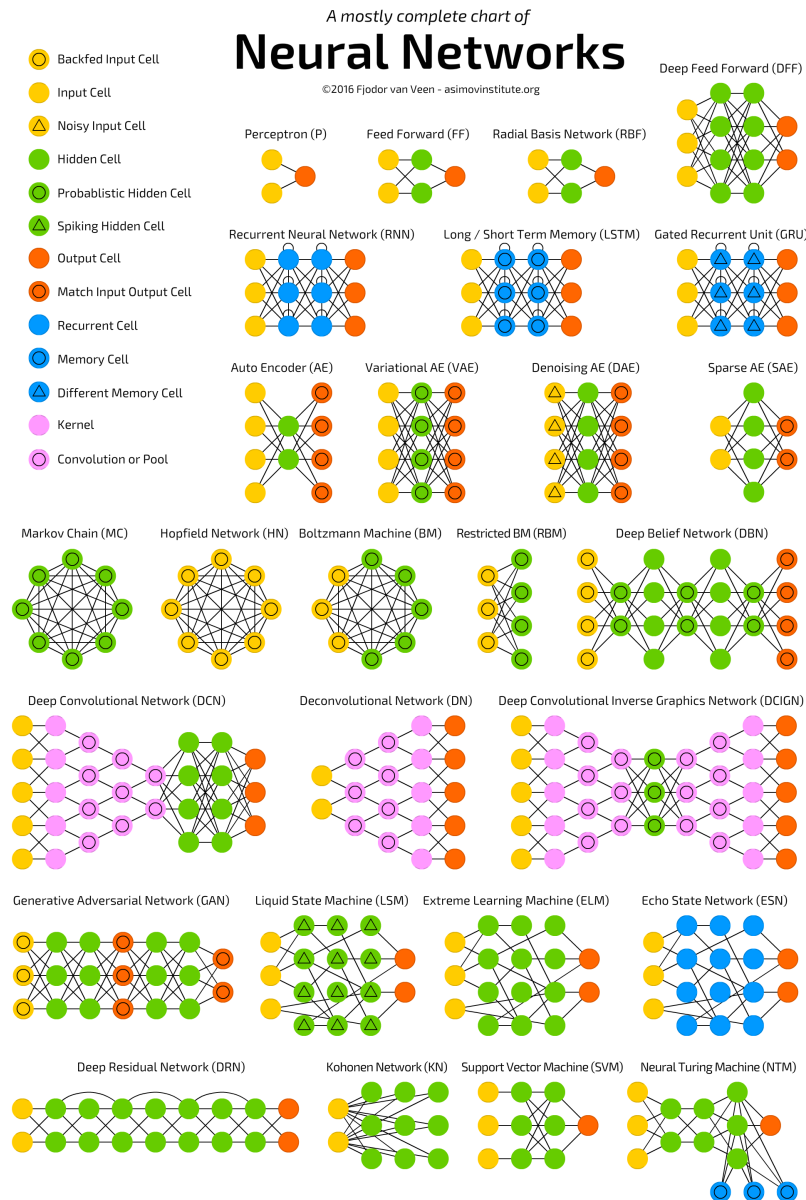 A mostly complete chart of
Neural Networks
©2016 Fjodor van Veen - asimovinstitute.org
Backfed Input Cell
Input Cell
Noisy Input Cell
Hidden Cell
Probablistic Hidden Cell
Spiking Hidden Cell
Output Cell
Match Input Output Cell
Recurrent Cell
Memory Cell
Different Memory Cell
Kernel
Convolution or Pool
Deep Feed Forward (DFF)
Perceptron (P)
Feed Forward (FF)
Radial Basis Network (RBF)
Recurrent Neural Network (RNN)
Long / Short Term Memory (LSTM)
Gated Recurrent Unit (GRU)
Auto Encoder (AE)
Variational AE (VAE)
Denoising AE (DAE)
Sparse AE (SAE)
Markov Chain (MC)
Hopfield Network (HN)
Boltzmann Machine (BM)
Restricted BM (RBM)
Deep Belief Network (DBN)
Deep Convolutional Network (DCN)
Deconvolutional Network (DN)
Deep Convolutional Inverse Graphics Network (DCIGN)
Generative Adversarial Network (GAN)
Liquid State Machine (LSM)
Extreme Learning Machine (ELM)
Echo State Network (ESN)
Deep Residual Network (DRN)
Kohonen Network (KN)
Support Vector Machine (SVM)
Neural Turing Machine (NTM)